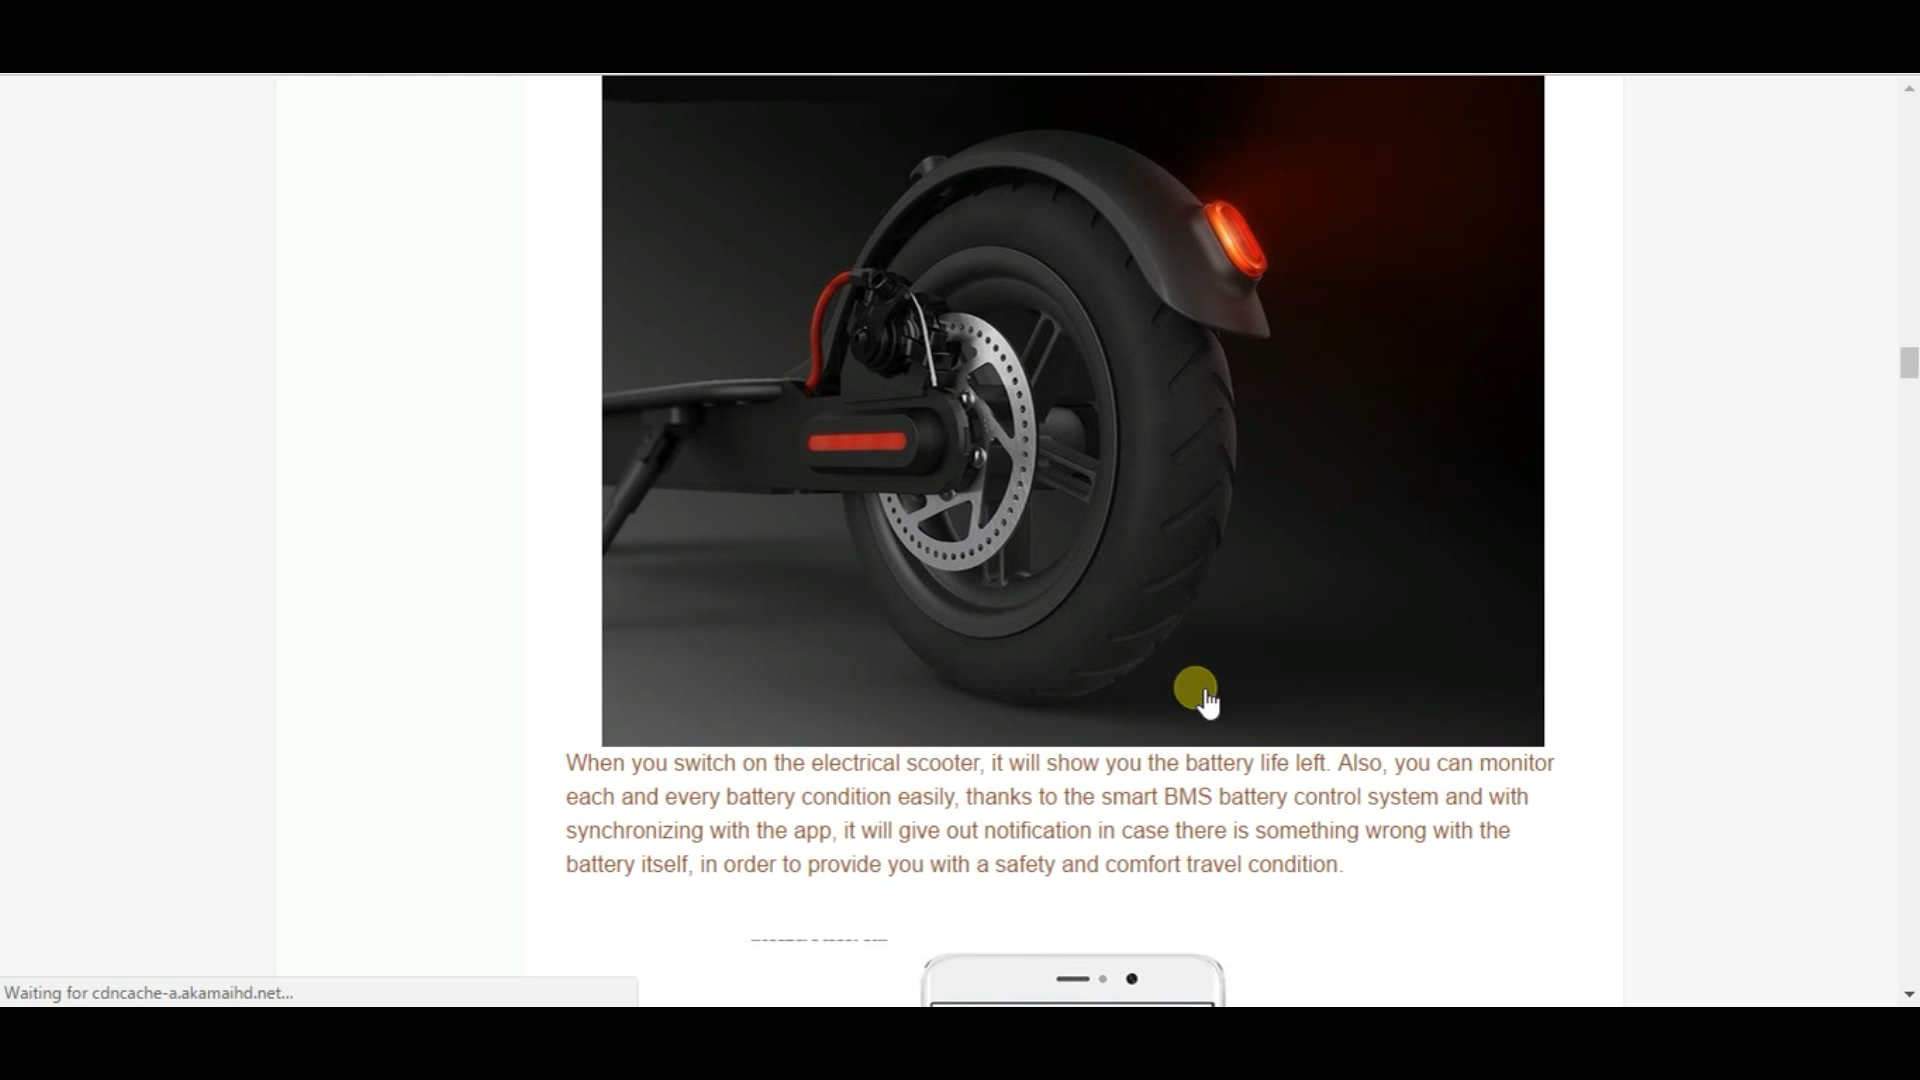 When you switch on the electrical scooter, it will show you the battery life left. Also, you can monitor
each and every battery condition easily, thanks to the smart BMS battery control system and with
synchronizing with the app, it will give out notification in case there is something wrong with the
battery itself, in order to provide you with a safety and comfort travel condition.
Waiting for cdncache-a.akamaihd.net...